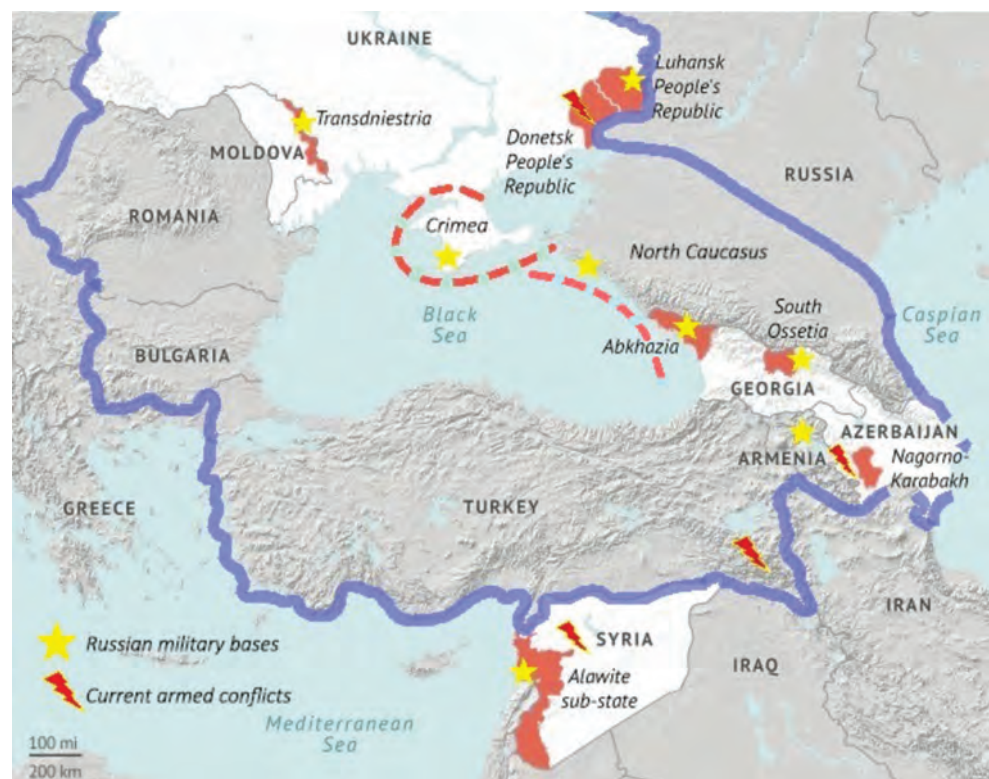 UKRAINE
Luhansk
People's
Republic
Transdniestria
MOLDOVA
Donetsk
People's
Republic
RUSSIA
ROMANIA
Crimea
North Caucasus
Black
Sea
South
Ossetia
Caspian
Sea
BULGARIA
Abkhazia
GEORGIA
AZERBAIJAN
ARMENIA
Nagorno-
Karabakh
GREECE
TURKEY
IRAN
Russian military bases
SYRIA
IRAQ
Alawite
sub-state
Current armed conflicts
Mediterranean
Sea
100 mi
200 km